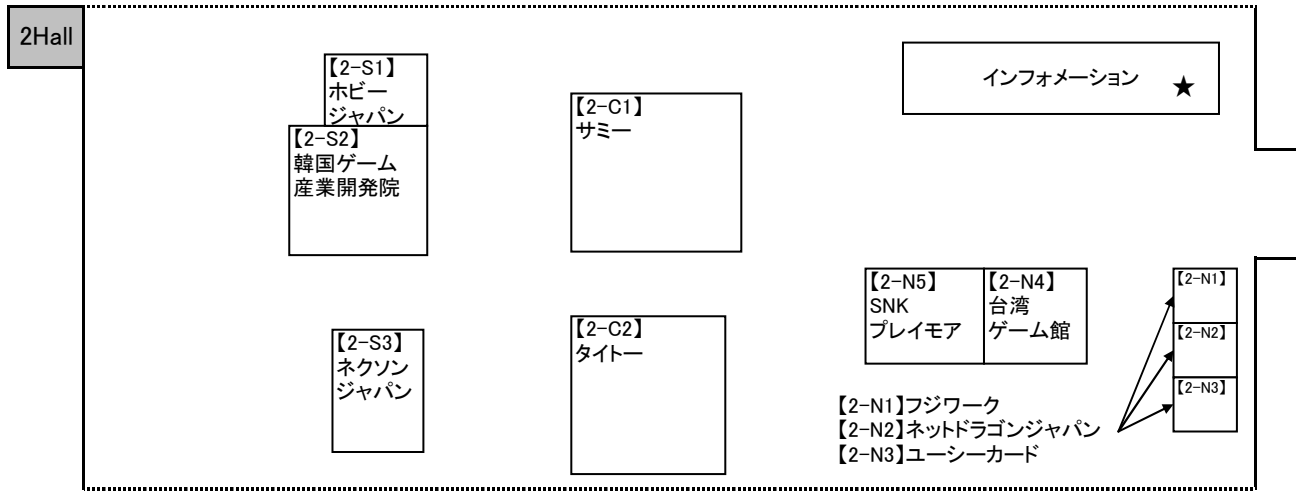 2Hall
【2-S1】
ホビー
ジャパン
【2-S2】
韓国ゲーム
産業開発院
【2-C1】
サミー
インフォメーション ★
【2-S3】
ネクソン
ジャパン
【2-C2】
タイトー
【2-N5】
SNK
プレイモア
【2-N4】
台湾
ゲーム館
【2-N1】
【2-N2】
【2-N3】
【2-N1】フジワーク
【2-N2】ネットドラゴンジャパン
【2-N3】ユーシーカード